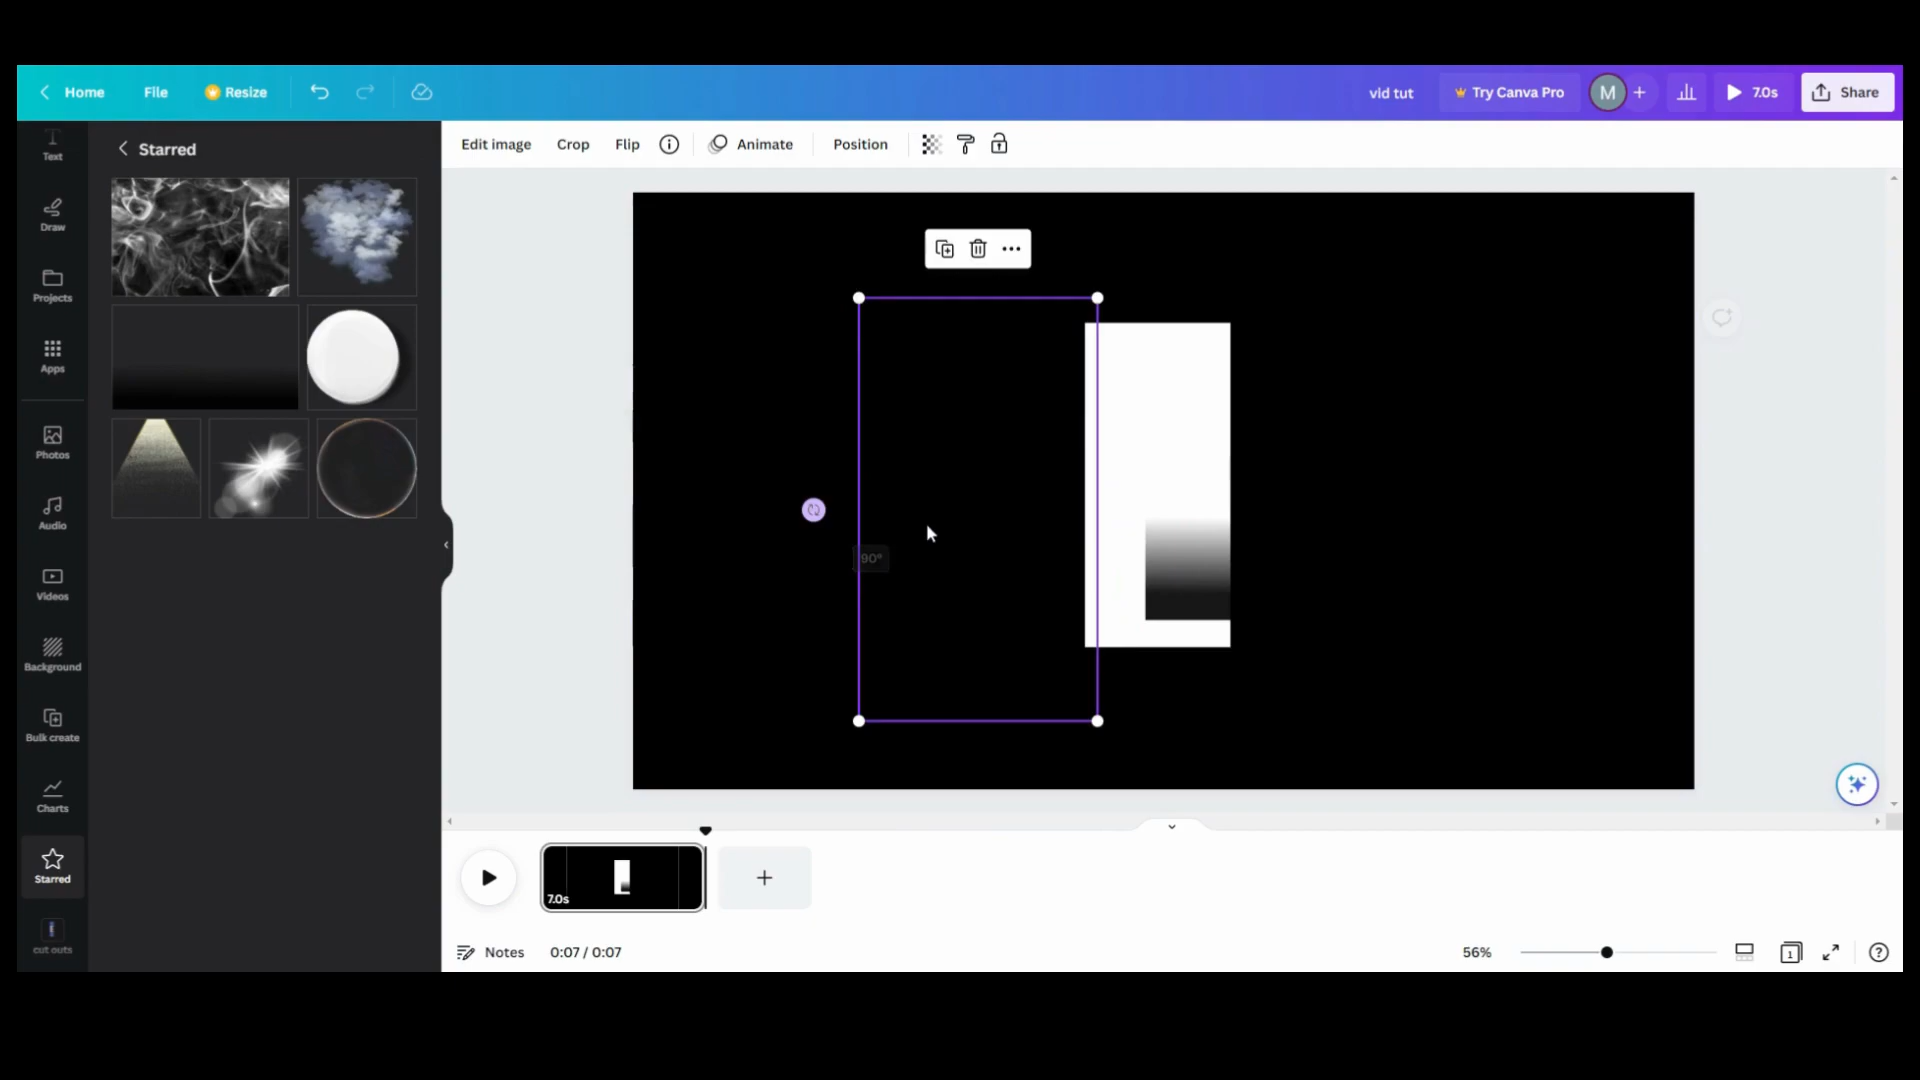 Home File Resize vid tut Try Canva Pro M + 7.0s Share
Text
Draw
Projects
Apps
Photos
Audio
Videos
Background
Bulk create
Charts
Starred
cut outs
Starred
Edit image Crop Flip Animate Position
90°
7.0s
Notes 0:07 / 0:07 56% 1 ?